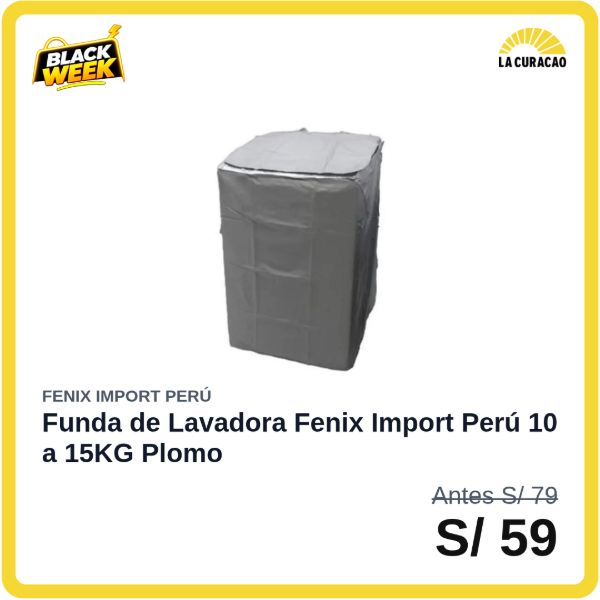 BLACK
WEEK
LA CURACAO
FENIX IMPORT PERÚ
Funda de Lavadora Fenix Import Perú 10
a 15KG Plomo
Antes S/ 79
S/ 59